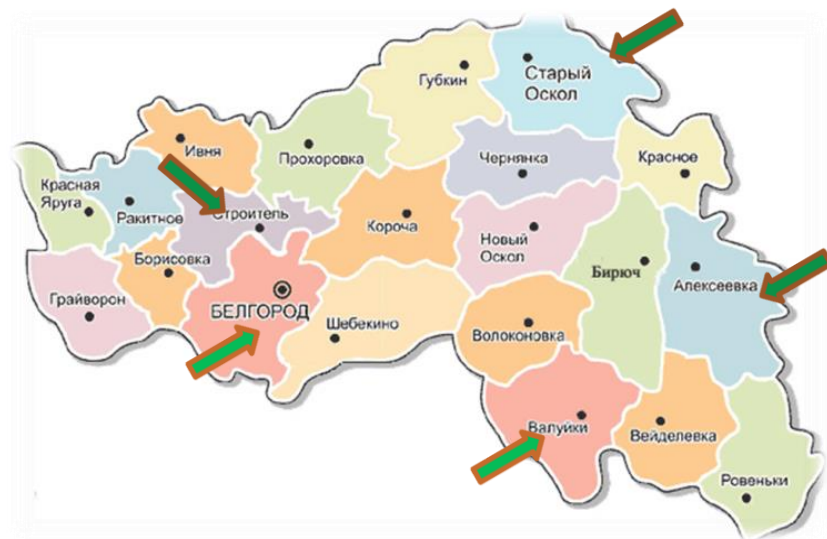 Губкин
Старый
Оскол
Ивня
Прохоровка
Чернянка
Красное
Красная
Яруга
Ракитное
Строитель
Короча
Новый
Оскол
Бирюч
Алексеевка
Борисовка
Грайворон
БЕЛГОРОД
Шебекино
Волоконовка
Валуйки
Вейделевка
Ровеньки